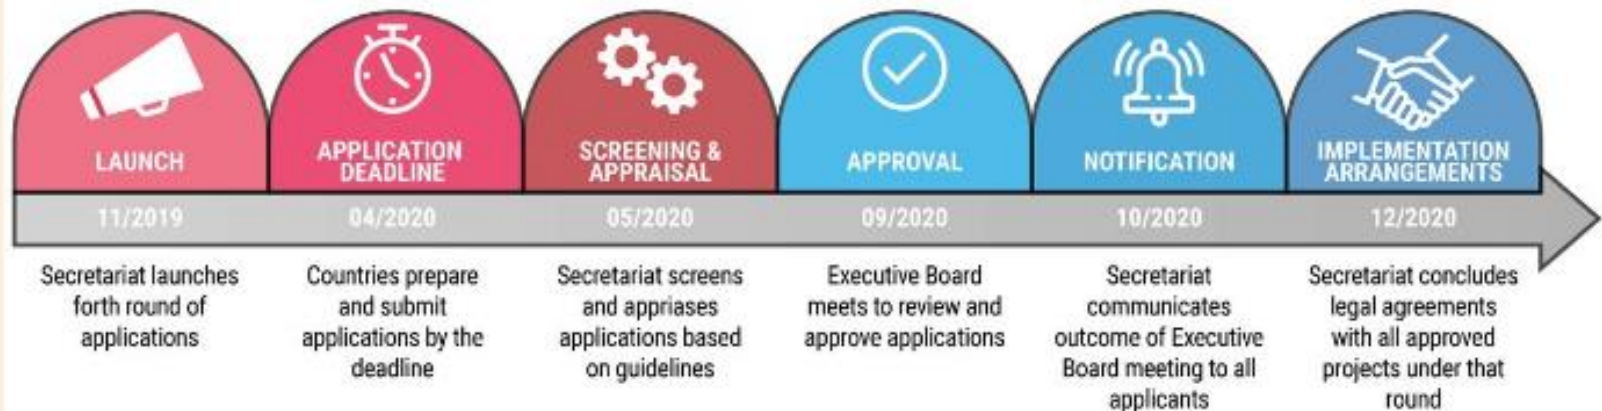 LAUNCH
APPLICATION
DEADLINE
SCREENING &
APPRAISAL
APPROVAL
NOTIFICATION
IMPLEMENTATION
ARRANGEMENTS
11/2019
04/2020
05/2020
09/2020
10/2020
12/2020
Secretariat launches
forth round of
applications
Countries prepare
and submit
applications by the
deadline
Secretariat screens
and appriases
applications based
on guidelines
Executive Board
meets to review and
approve applications
Secretariat
communicates
outcome of Executive
Board meeting to all
applicants
Secretariat concludes
legal agreements
with all approved
projects under that
round